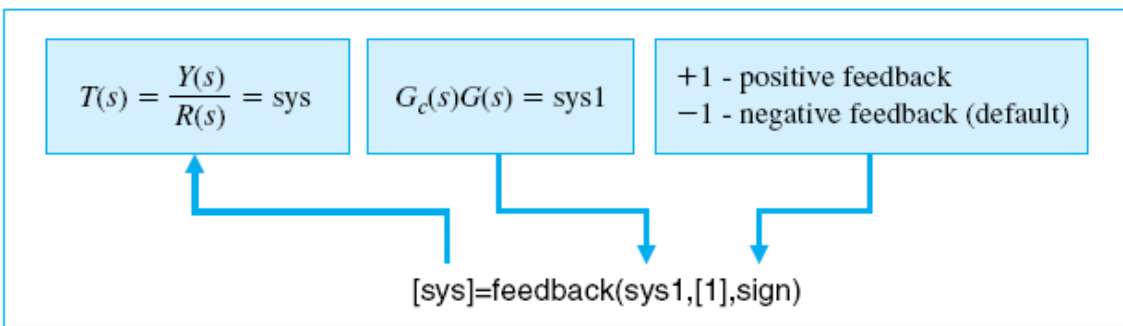 T(s) = Y(s)/R(s) = sys
G_c(s)G(s) = sys1
+1 - positive feedback
−1 - negative feedback (default)
[sys]=feedback(sys1,[1],sign)